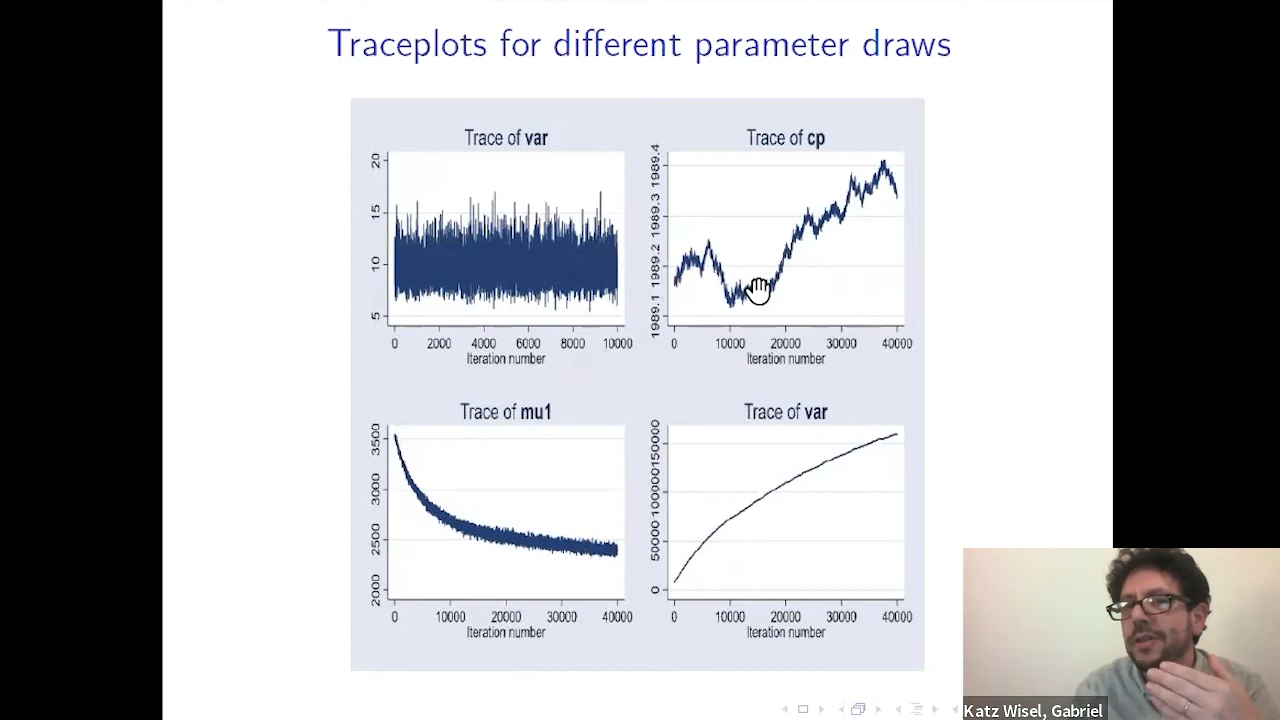 Traceplots for different parameter draws
Trace of var
20
15
10
5
0 2000 4000 6000 8000 10000
Iteration number
Trace of cp
1989.4
1989.3
1989.2
1989.1
0 10000 20000 30000 40000
Iteration number
Trace of mu1
3500
3000
2500
2000
0 10000 20000 30000 40000
Iteration number
Trace of var
150000
100000
50000
0
0 10000 20000 30000 40000
Iteration number
Katz Wisel, Gabriel